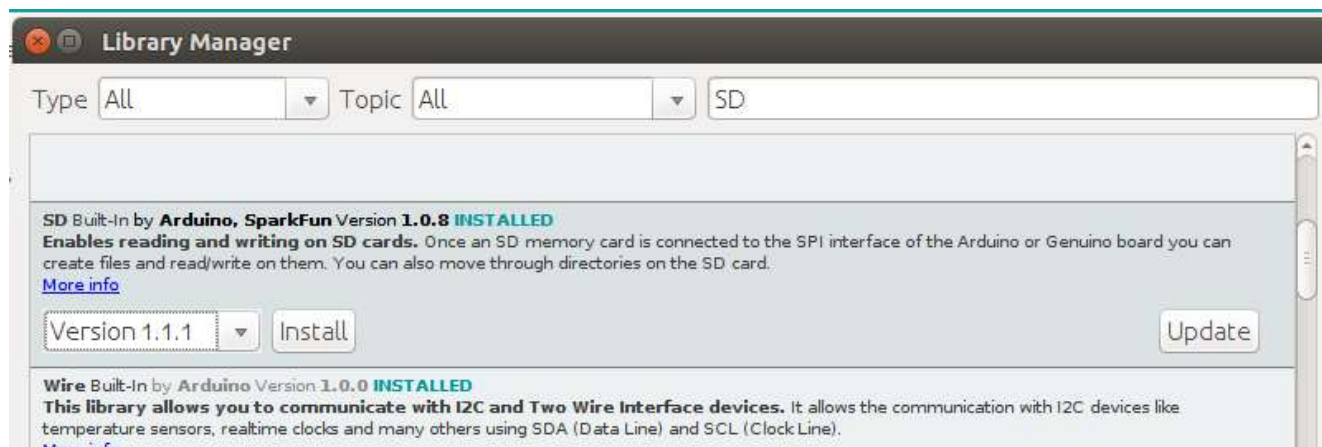 Library Manager
Type All Topic All SD
SD Built-In by Arduino, SparkFun Version 1.0.8 INSTALLED
Enables reading and writing on SD cards. Once an SD memory card is connected to the SPI interface of the Arduino or Genuino board you can
create files and read/write on them. You can also move through directories on the SD card.
More info
Version 1.1.1 Install Update
Wire Built-In by Arduino Version 1.0.0 INSTALLED
This library allows you to communicate with I2C and Two Wire Interface devices. It allows the communication with I2C devices like
temperature sensors, realtime clocks and many others using SDA (Data Line) and SCL (Clock Line).